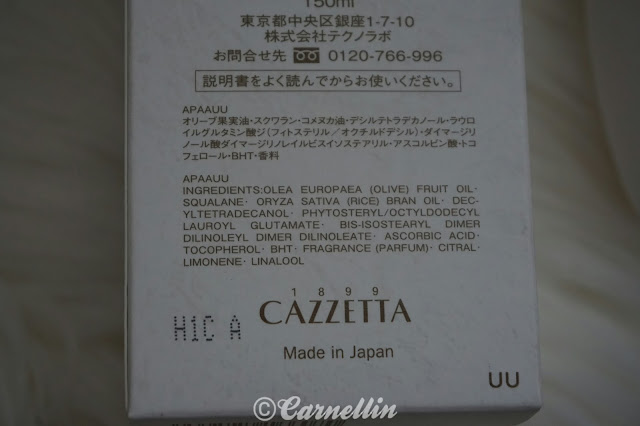 150ml
東京都中央区銀座1-7-10
株式会社テクノラボ
お問合せ先 0120-766-996
説明書をよく読んでからお使いください。
APAAUU
オリーブ果実油・スクワラン・コメヌカ油・デシルテトラデカノール・ラウロ
イルグルタミン酸ジ（フィトステリル／オクチルドデシル）・ダイマージリ
ノール酸ダイマージリノレイルビスイソステアリル・アスコルビン酸・トコ
フェロール・BHT・香料
APAAUU
INGREDIENTS:OLEA EUROPAEA (OLIVE) FRUIT OIL·
SQUALANE· ORYZA SATIVA (RICE) BRAN OIL· DEC-
YLTETRADECANOL· PHYTOSTERYL/OCTYLDODECYL
LAUROYL GLUTAMATE· BIS-ISOSTEARYL DIMER
DILINOLEYL DIMER DILINOLEATE· ASCORBIC ACID·
TOCOPHEROL· BHT· FRAGRANCE (PARFUM)· CITRAL·
LIMONENE· LINALOOL
1899
CAZZETTA
H1C A
Made in Japan
UU
©Carnellin